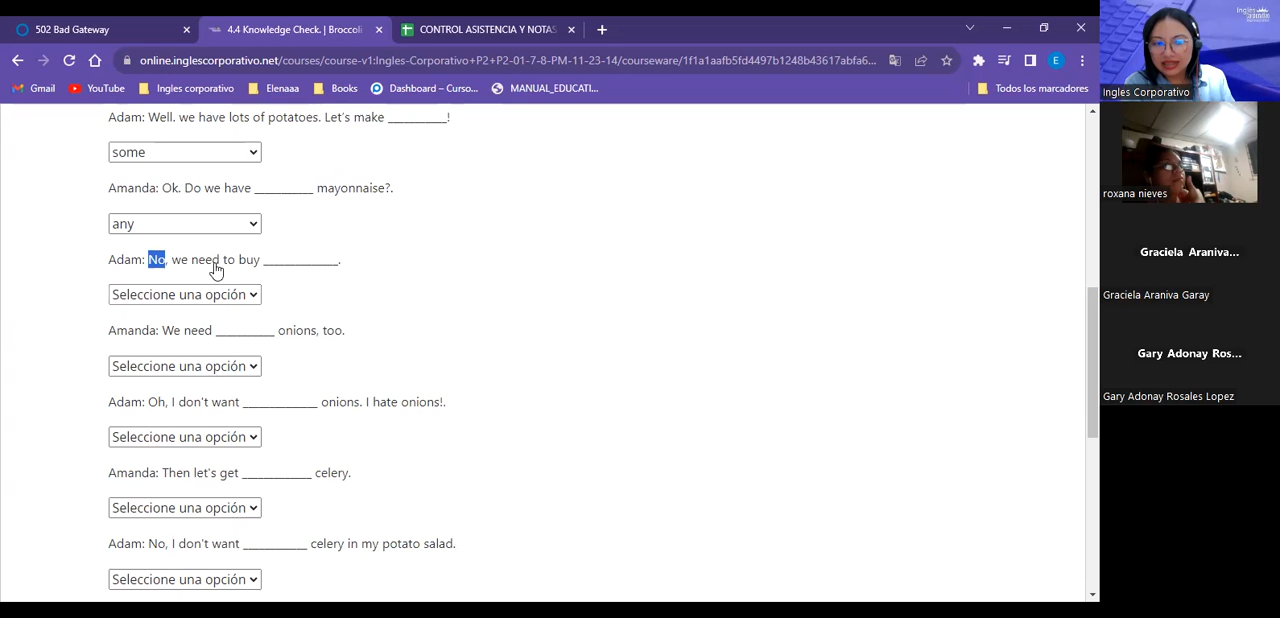 502 Bad Gateway
4.4 Knowledge Check. | Broccoli
CONTROL ASISTENCIA Y NOTAS
online.inglescorporativo.net/courses/course-v1:Ingles-Corporativo+P2+P2-01-7-8-PM-11-23-14/courseware/1f1a1aafb5fd4497b1248b43617abfa6...
E
Gmail
YouTube
Ingles corporativo
Elenaaa
Books
Dashboard – Curso...
MANUAL_EDUCATI...
Todos los marcadores
Adam: Well. we have lots of potatoes. Let's make __________!
some
Amanda: Ok. Do we have __________ mayonnaise?.
any
Adam: No, we need to buy _____________.
Seleccione una opción
Amanda: We need __________ onions, too.
Seleccione una opción
Adam: Oh, I don't want _____________ onions. I hate onions!.
Seleccione una opción
Amanda: Then let's get ____________ celery.
Seleccione una opción
Adam: No, I don't want ___________ celery in my potato salad.
Seleccione una opción
Ingles Corporativo
roxana nieves
Graciela Araniva...
Graciela Araniva Garay
Gary Adonay Ros...
Gary Adonay Rosales Lopez